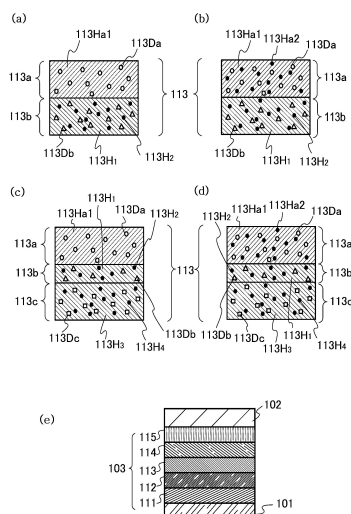 (a)
113Ha1 113Da
113a
113b
113Db 113H₁ 113H₂
113
(b)
113Ha1 113Ha2 113Da
113a
113b
113Db 113H₁ 113H₂
(c)
113H₁
113Ha1 113Da 113H₂
113a
113b
113c
113Db
113Dc 113H₃ 113H₄
113
(d)
113Ha2
113H₂ 113Ha1 113Da
113a
113b
113c
113Db 113H₁
113Dc 113H₃ 113H₄
(e)
102
103
115
114
113
112
111
101